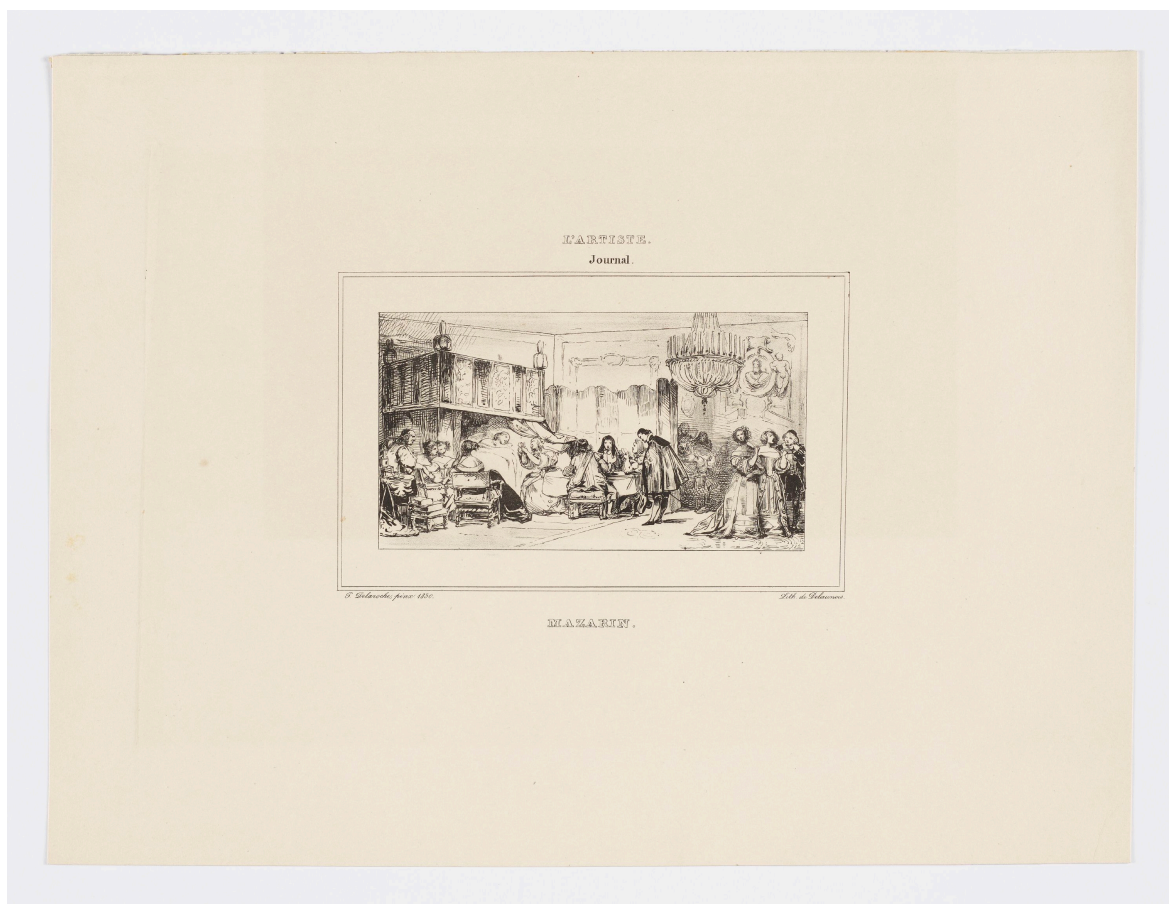 L'ARTISTE.
Journal.
P. Delaroche, pinx. 1830.
Lith. de Delaunois.
MAZARIN.